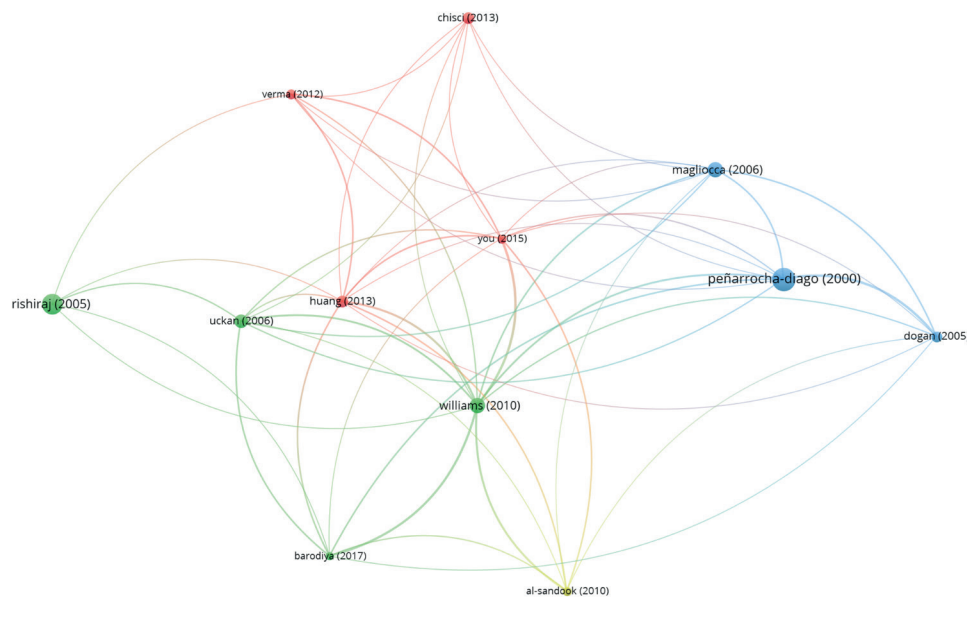 chisci (2013)
verma (2012)
magliocca (2006)
you (2015)
peñarrocha-diago (2000)
rishiraj (2005)
huang (2013)
uckan (2006)
dogan (2005)
williams (2010)
barodiya (2017)
al-sandook (2010)